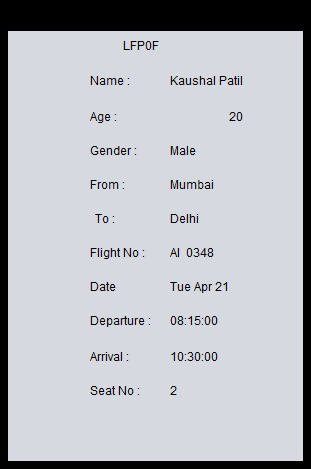 LFP0F
Name : Kaushal Patil
Age : 20
Gender : Male
From : Mumbai
To : Delhi
Flight No : AI 0348
Date Tue Apr 21
Departure : 08:15:00
Arrival : 10:30:00
Seat No : 2